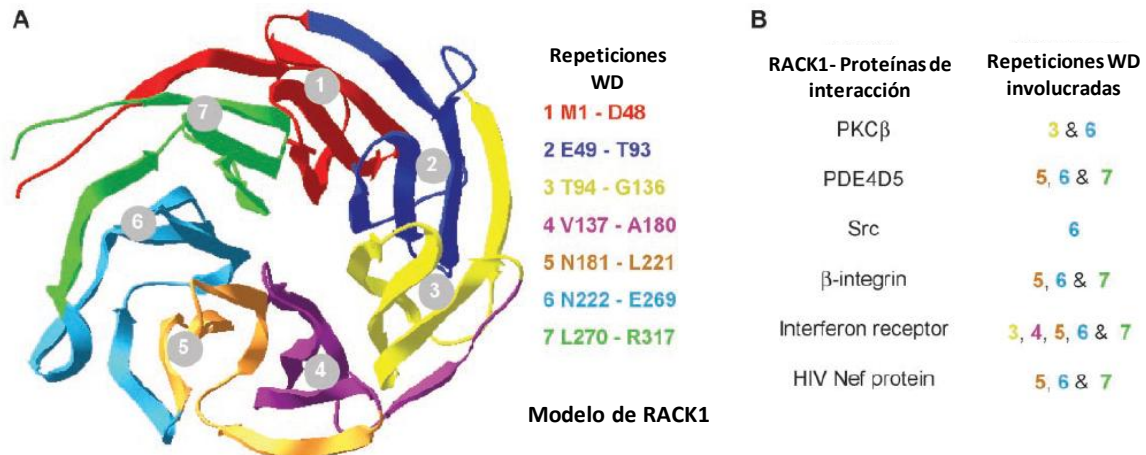 A
1
2
3
4
5
6
7
Repeticiones
WD
1 M1 - D48
2 E49 - T93
3 T94 - G136
4 V137 - A180
5 N181 - L221
6 N222 - E269
7 L270 - R317
Modelo de RACK1
B
RACK1- Proteínas de
interacción
Repeticiones WD
involucradas
PKCβ 3 & 6
PDE4D5 5, 6 & 7
Src 6
β-integrin 5, 6 & 7
Interferon receptor 3, 4, 5, 6 & 7
HIV Nef protein 5, 6 & 7